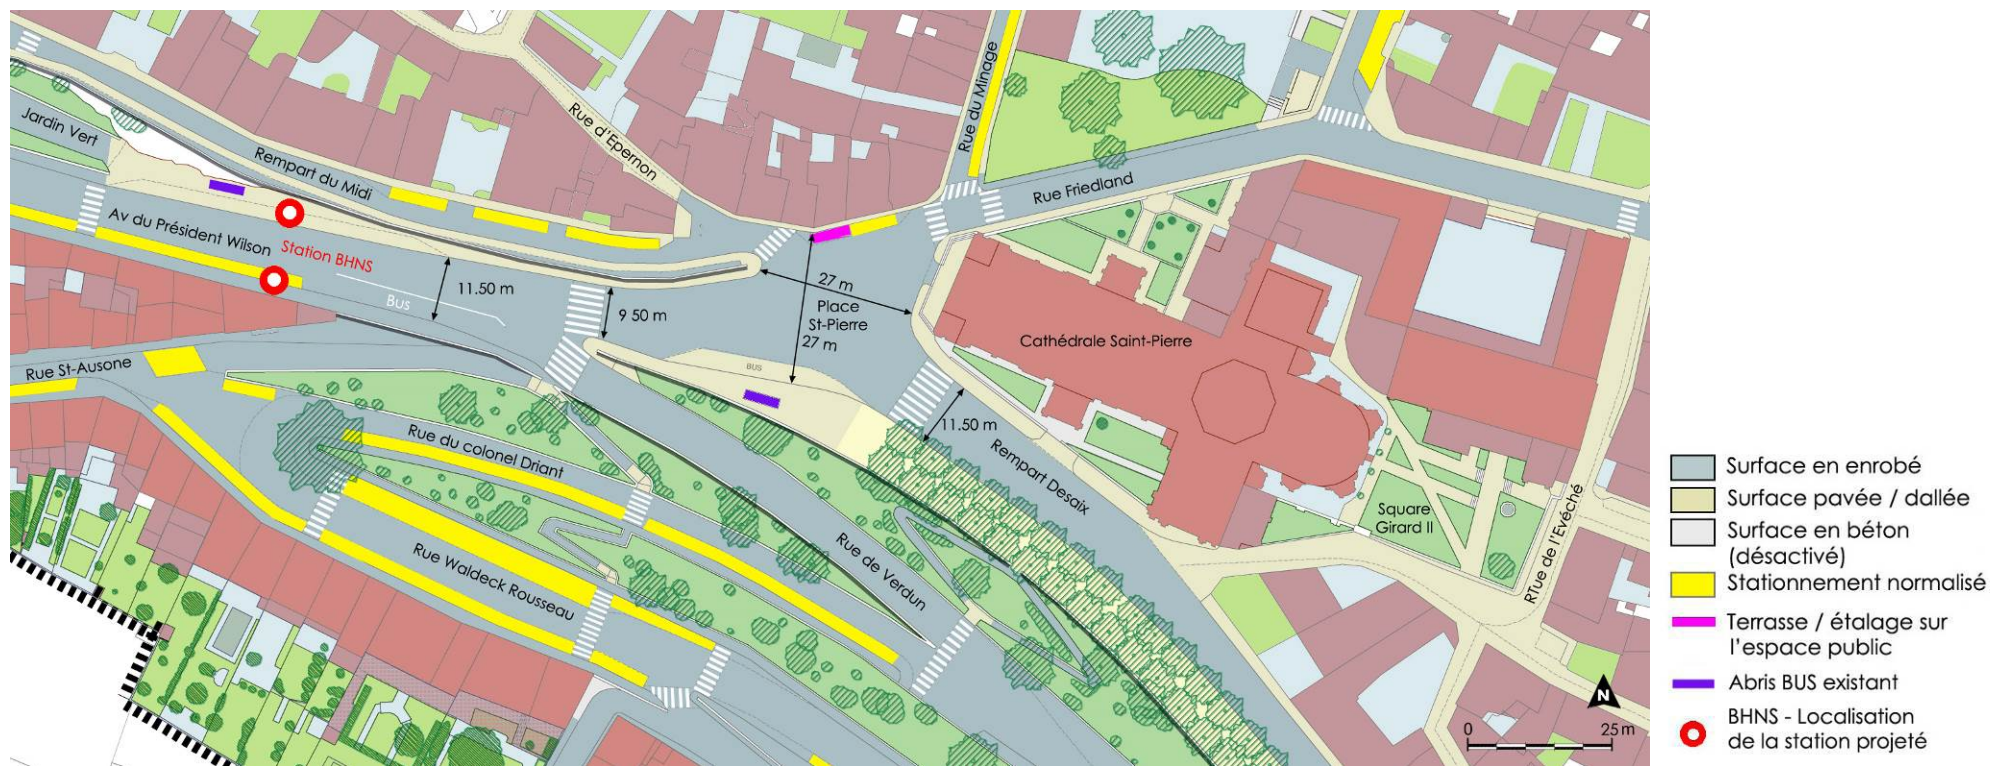 Jardin Vert
Rempart du Midi
Rue d'Epernon
Rue du Minage
Rue Friedland
Av du Président Wilson
Station BHNS
Bus
11.50 m
9 50 m
27 m
Place
St-Pierre
27 m
Cathédrale Saint-Pierre
BUS
Rue St-Ausone
11.50 m
Rempart Desaix
Rue du colonel Driant
Rue Waldeck Rousseau
Rue de Verdun
Square
Girard II
RTue de l'Evéché
N
0
25 m
Surface en enrobé
Surface pavée / dallée
Surface en béton
(désactivé)
Stationnement normalisé
Terrasse / étalage sur
l'espace public
Abris BUS existant
BHNS - Localisation
de la station projeté